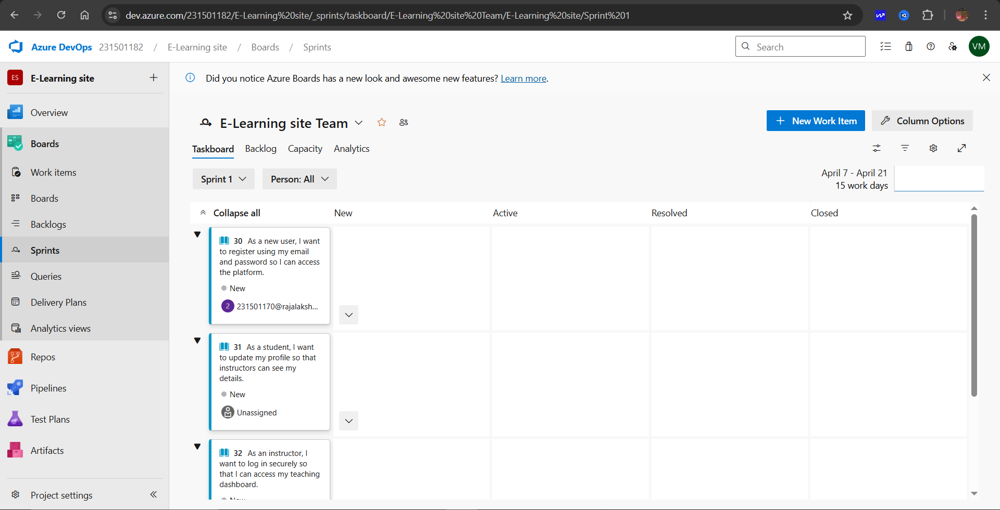 dev.azure.com/231501182/E-Learning%20site/_sprints/taskboard/E-Learning%20site%20Team/E-Learning%20site/Sprint%201
Azure DevOps 231501182 / E-Learning site / Boards / Sprints
Search
VM
ES E-Learning site
Did you notice Azure Boards has a new look and awesome new features? Learn more.
Overview
Boards
Work items
Boards
Backlogs
Sprints
Queries
Delivery Plans
Analytics views
Repos
Pipelines
Test Plans
Artifacts
Project settings
E-Learning site Team
New Work Item
Column Options
Taskboard Backlog Capacity Analytics
Sprint 1
Person: All
April 7 - April 21
15 work days
Collapse all New Active Resolved Closed
30 As a new user, I want
to register using my email
and password so I can access
the platform.
New
2 231501170@rajalaksh...
31 As a student, I want
to update my profile so that
instructors can see my
details.
New
Unassigned
32 As an instructor, I
want to log in securely so
that I can access my teaching
dashboard.